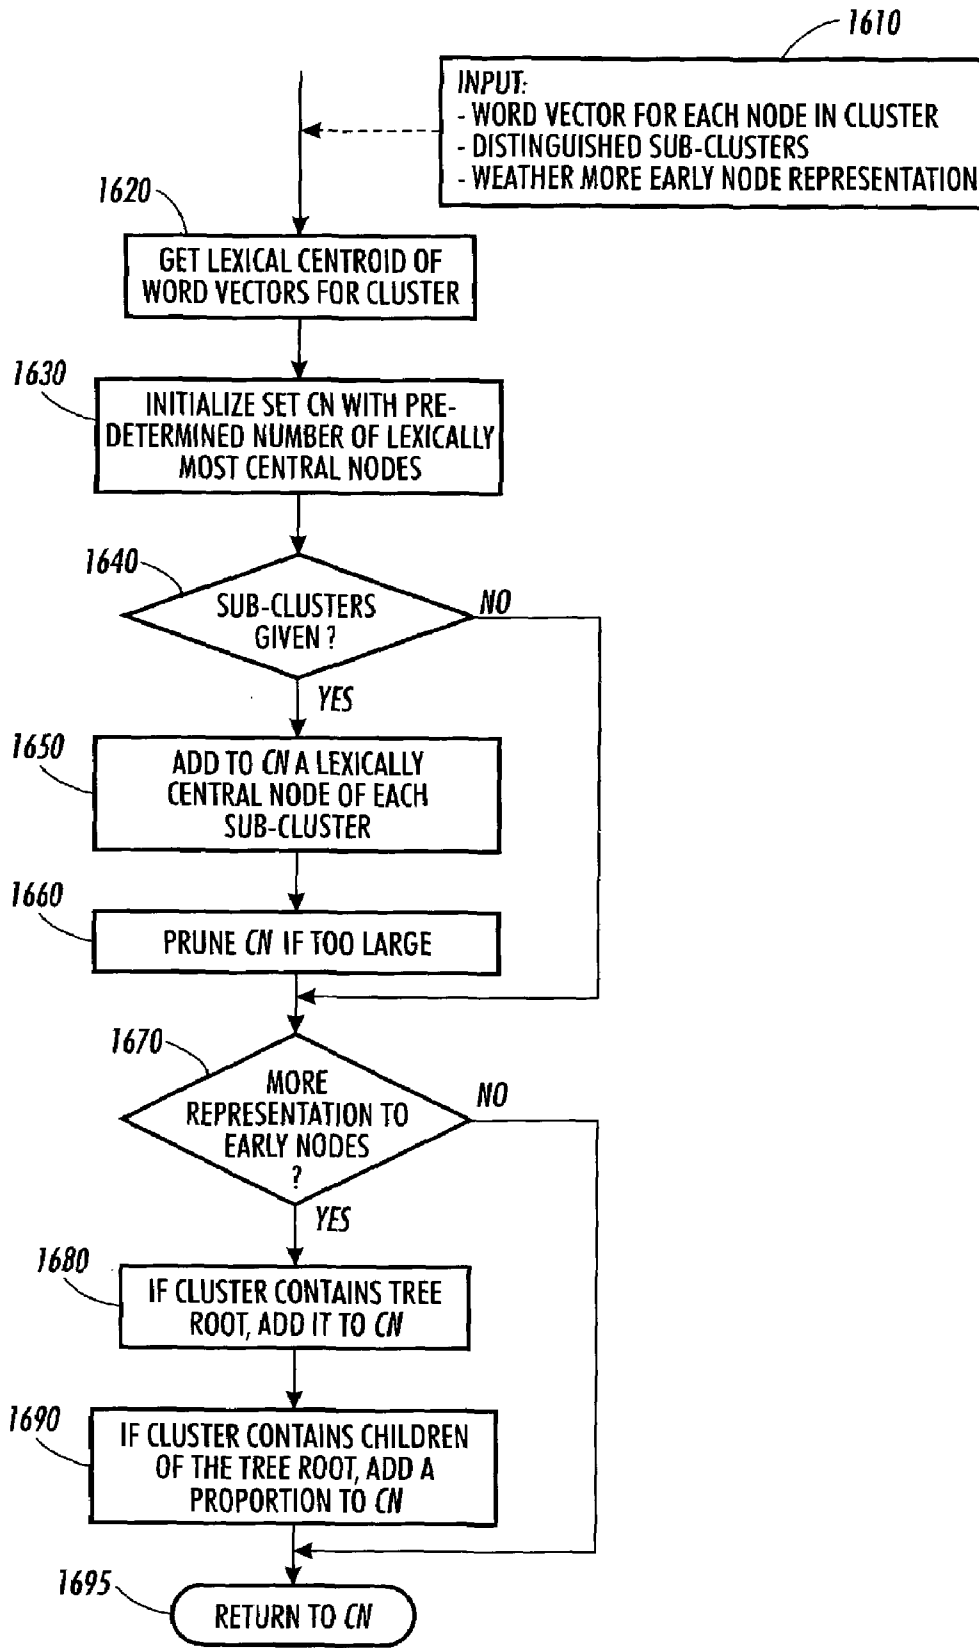 1610
INPUT:
- WORD VECTOR FOR EACH NODE IN CLUSTER
- DISTINGUISHED SUB-CLUSTERS
- WEATHER MORE EARLY NODE REPRESENTATION
1620
GET LEXICAL CENTROID OF
WORD VECTORS FOR CLUSTER
1630
INITIALIZE SET CN WITH PRE-
DETERMINED NUMBER OF LEXICALLY
MOST CENTRAL NODES
1640
SUB-CLUSTERS
GIVEN ?
NO
YES
1650
ADD TO CN A LEXICALLY
CENTRAL NODE OF EACH
SUB-CLUSTER
1660
PRUNE CN IF TOO LARGE
1670
MORE
REPRESENTATION TO
EARLY NODES
?
NO
YES
1680
IF CLUSTER CONTAINS TREE
ROOT, ADD IT TO CN
1690
IF CLUSTER CONTAINS CHILDREN
OF THE TREE ROOT, ADD A
PROPORTION TO CN
1695
RETURN TO CN